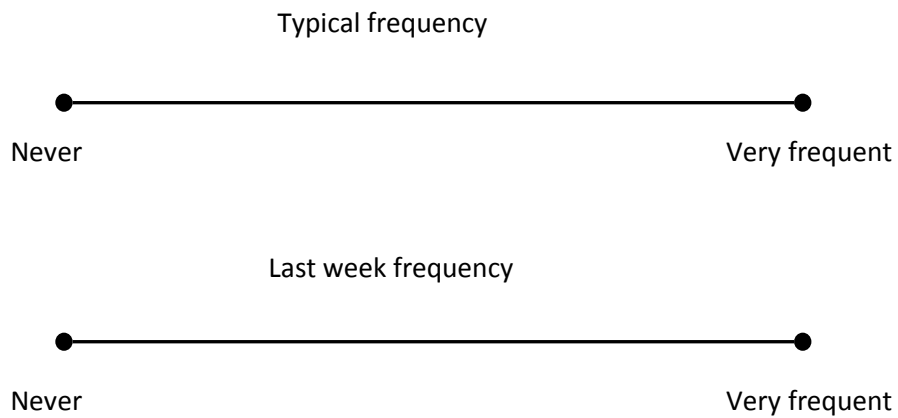 Typical frequency
Never Very frequent
Last week frequency
Never Very frequent